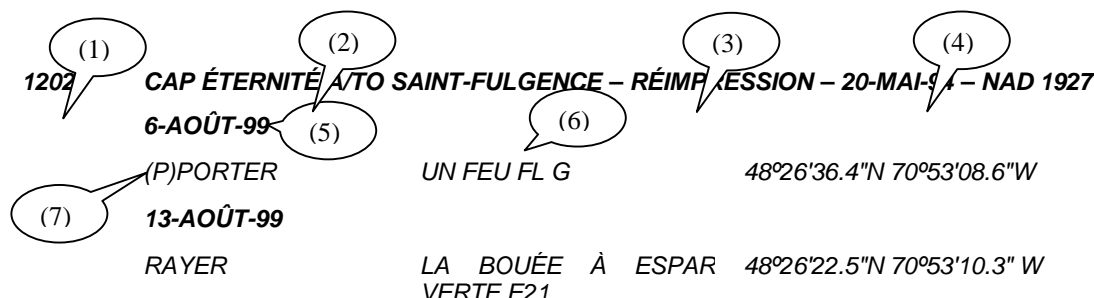 (1) (2) (3) (4)
1202 CAP ÉTERNITÉ À/TO SAINT-FULGENCE – RÉIMPRESSION – 20-MAI-94 – NAD 1927
6-AOÛT-99 (5) (6)
(P)PORTER UN FEU FL G 48º26'36.4"N 70º53'08.6"W
(7) 13-AOÛT-99
RAYER LA BOUÉE À ESPAR 48º26'22.5"N 70º53'10.3" W
VERTE F21